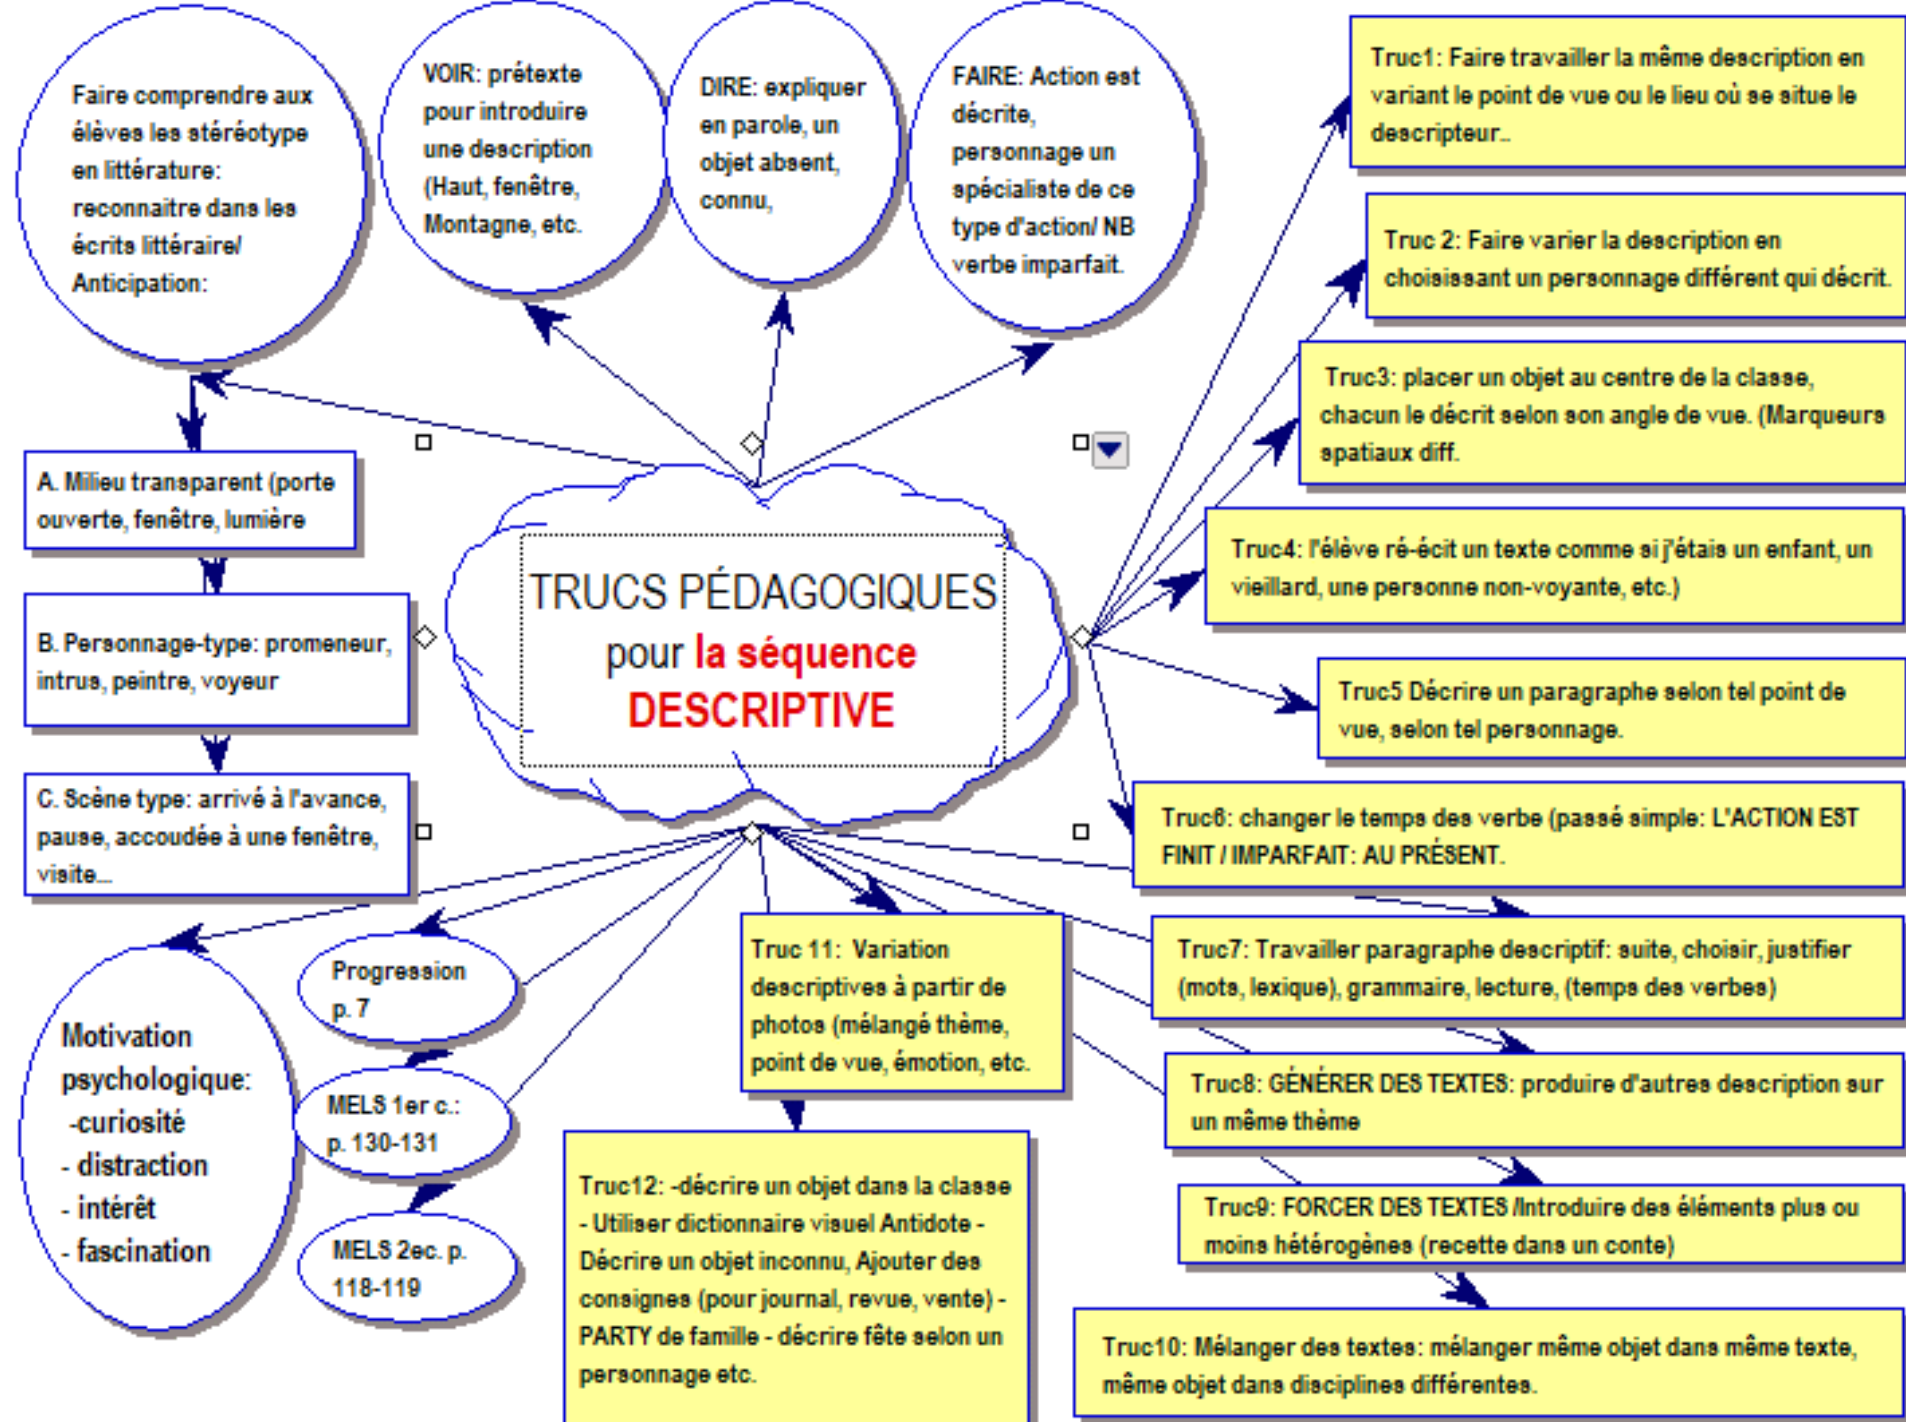 Faire comprendre aux
élèves les stéréotype
en littérature:
reconnaitre dans les
écrits littéraire/
Anticipation:
VOIR: prétexte
pour introduire
une description
(Haut, fenêtre,
Montagne, etc.
DIRE: expliquer
en parole, un
objet absent,
connu,
FAIRE: Action est
décrite,
personnage un
spécialiste de ce
type d'action/ NB
verbe imparfait.
Truc1: Faire travailler la même description en
variant le point de vue ou le lieu où se situe le
descripteur..
Truc 2: Faire varier la description en
choisissant un personnage différent qui décrit.
Truc3: placer un objet au centre de la classe,
chacun le décrit selon son angle de vue. (Marqueurs
spatiaux diff.
Truc4: l'élève ré-écit un texte comme si j'étais un enfant, un
vieillard, une personne non-voyante, etc.)
Truc5 Décrire un paragraphe selon tel point de
vue, selon tel personnage.
Truc6: changer le temps des verbe (passé simple: L'ACTION EST
FINIT / IMPARFAIT: AU PRÉSENT.
Truc7: Travailler paragraphe descriptif: suite, choisir, justifier
(mots, lexique), grammaire, lecture, (temps des verbes)
Truc8: GÉNÉRER DES TEXTES: produire d'autres description sur
un même thème
Truc9: FORCER DES TEXTES /Introduire des éléments plus ou
moins hétérogènes (recette dans un conte)
Truc10: Mélanger des textes: mélanger même objet dans même texte,
même objet dans disciplines différentes.
A. Milieu transparent (porte
ouverte, fenêtre, lumière
B. Personnage-type: promeneur,
intrus, peintre, voyeur
C. Scène type: arrivé à l'avance,
pause, accoudée à une fenêtre,
visite...
TRUCS PÉDAGOGIQUES
pour la séquence
DESCRIPTIVE
Motivation
psychologique:
-curiosité
- distraction
- intérêt
- fascination
Progression
p. 7
MELS 1er c.:
p. 130-131
MELS 2ec. p.
118-119
Truc 11: Variation
descriptives à partir de
photos (mélangé thème,
point de vue, émotion, etc.
Truc12: -décrire un objet dans la classe
- Utiliser dictionnaire visuel Antidote -
Décrire un objet inconnu, Ajouter des
consignes (pour journal, revue, vente) -
PARTY de famille - décrire fête selon un
personnage etc.